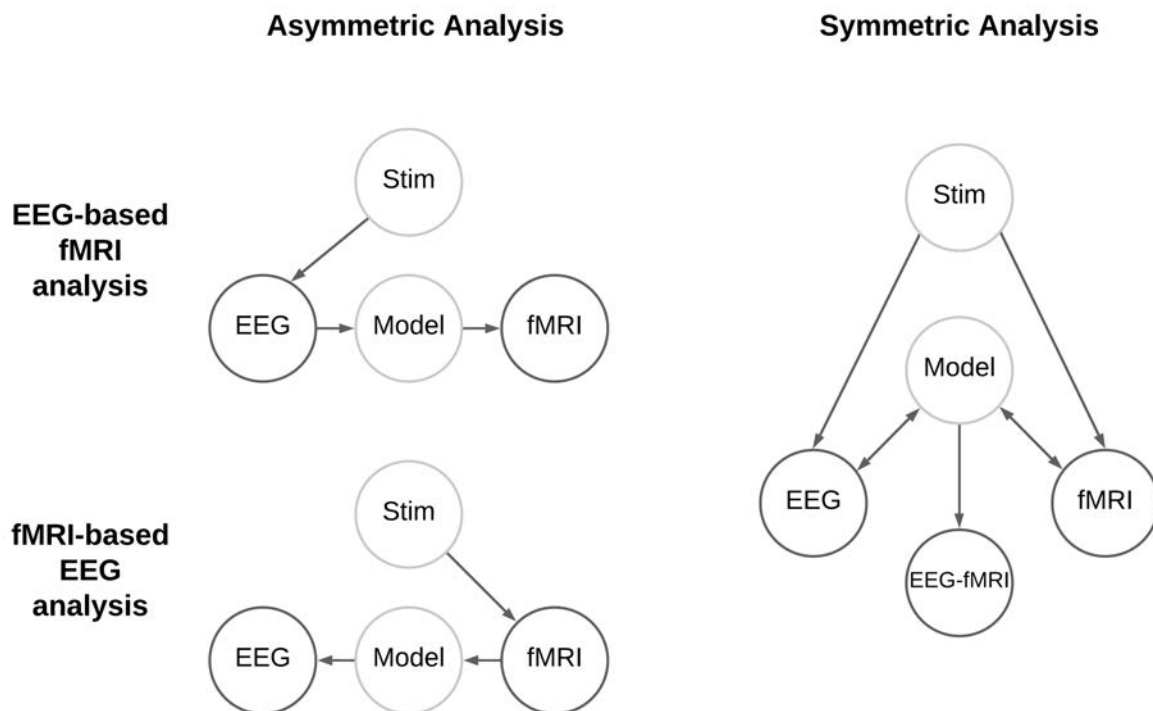 Asymmetric Analysis
Symmetric Analysis
EEG-based
fMRI
analysis
Stim
EEG
Model
fMRI
fMRI-based
EEG
analysis
Stim
EEG
Model
fMRI
Stim
Model
EEG
fMRI
EEG-fMRI